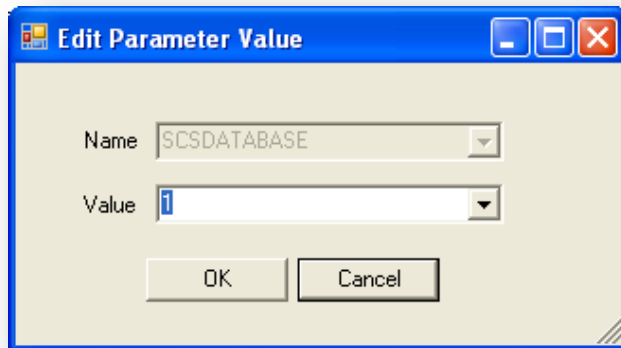 Edit Parameter Value
Name SCSDATABASE
Value 1
OK Cancel